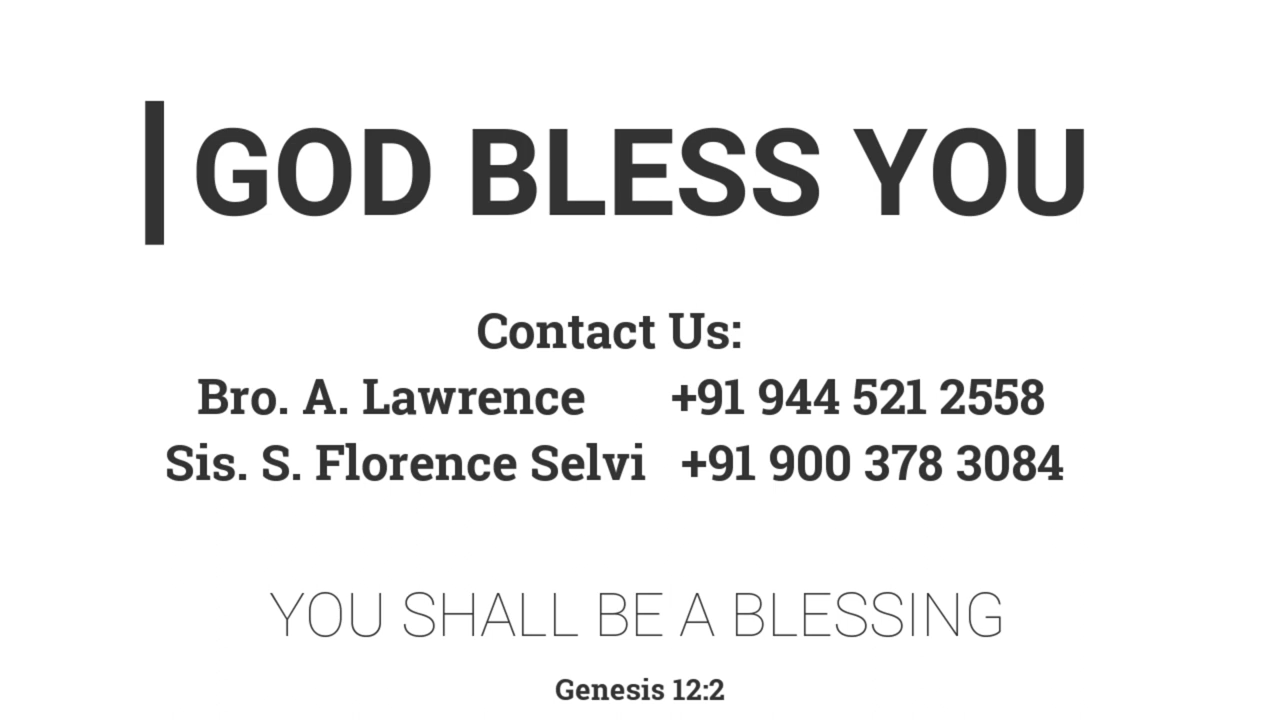 GOD BLESS YOU
Contact Us:
Bro. A. Lawrence +91 944 521 2558
Sis. S. Florence Selvi +91 900 378 3084
YOU SHALL BE A BLESSING
Genesis 12:2